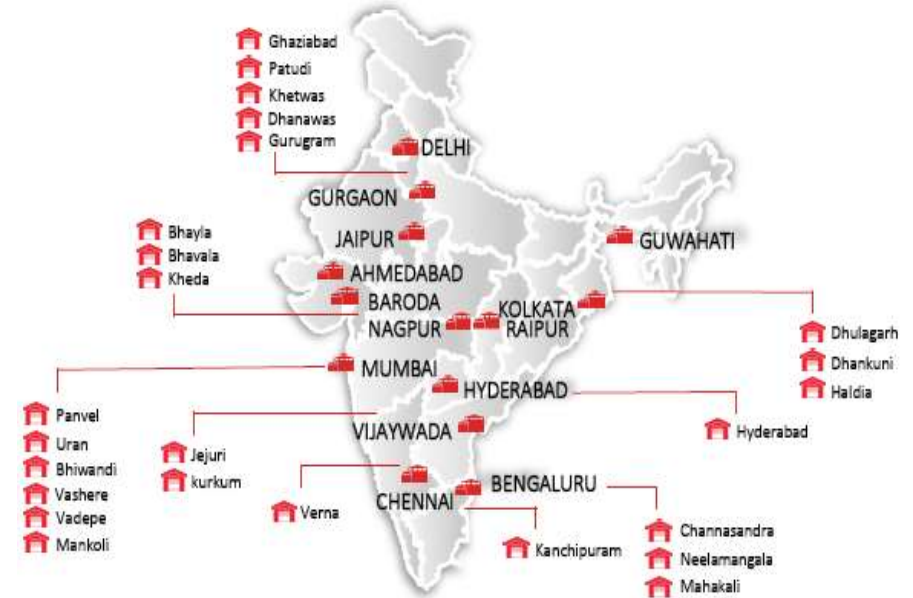 Ghaziabad
Patudi
Khetwas
Dhanawas
Gurugram
DELHI
GURGAON
JAIPUR
GUWAHATI
Bhayla
Bhavala
Kheda
AHMEDABAD
BARODA
NAGPUR
KOLKATA
RAIPUR
Dhulagarh
Dhankuni
Haldia
MUMBAI
HYDERABAD
Hyderabad
Panvel
Uran
Bhiwandi
Vashere
Vadepe
Mankoli
Jejuri
kurkum
VIJAYWADA
Verna
CHENNAI
BENGALURU
Kanchipuram
Channasandra
Neelamangala
Mahakali